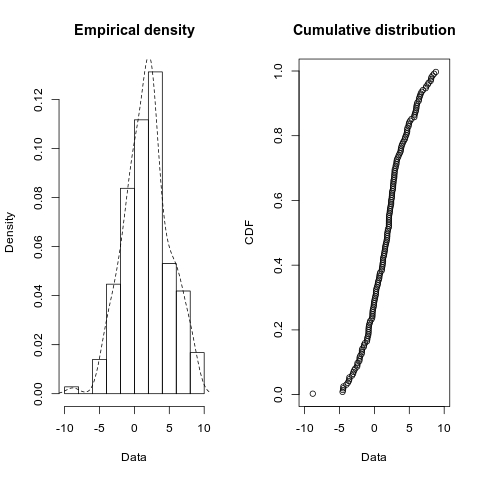 Empirical density
Density
0.00
0.02
0.04
0.06
0.08
0.10
0.12
-10 -5 0 5 10
Data
Cumulative distribution
CDF
0.0
0.2
0.4
0.6
0.8
1.0
-10 -5 0 5 10
Data